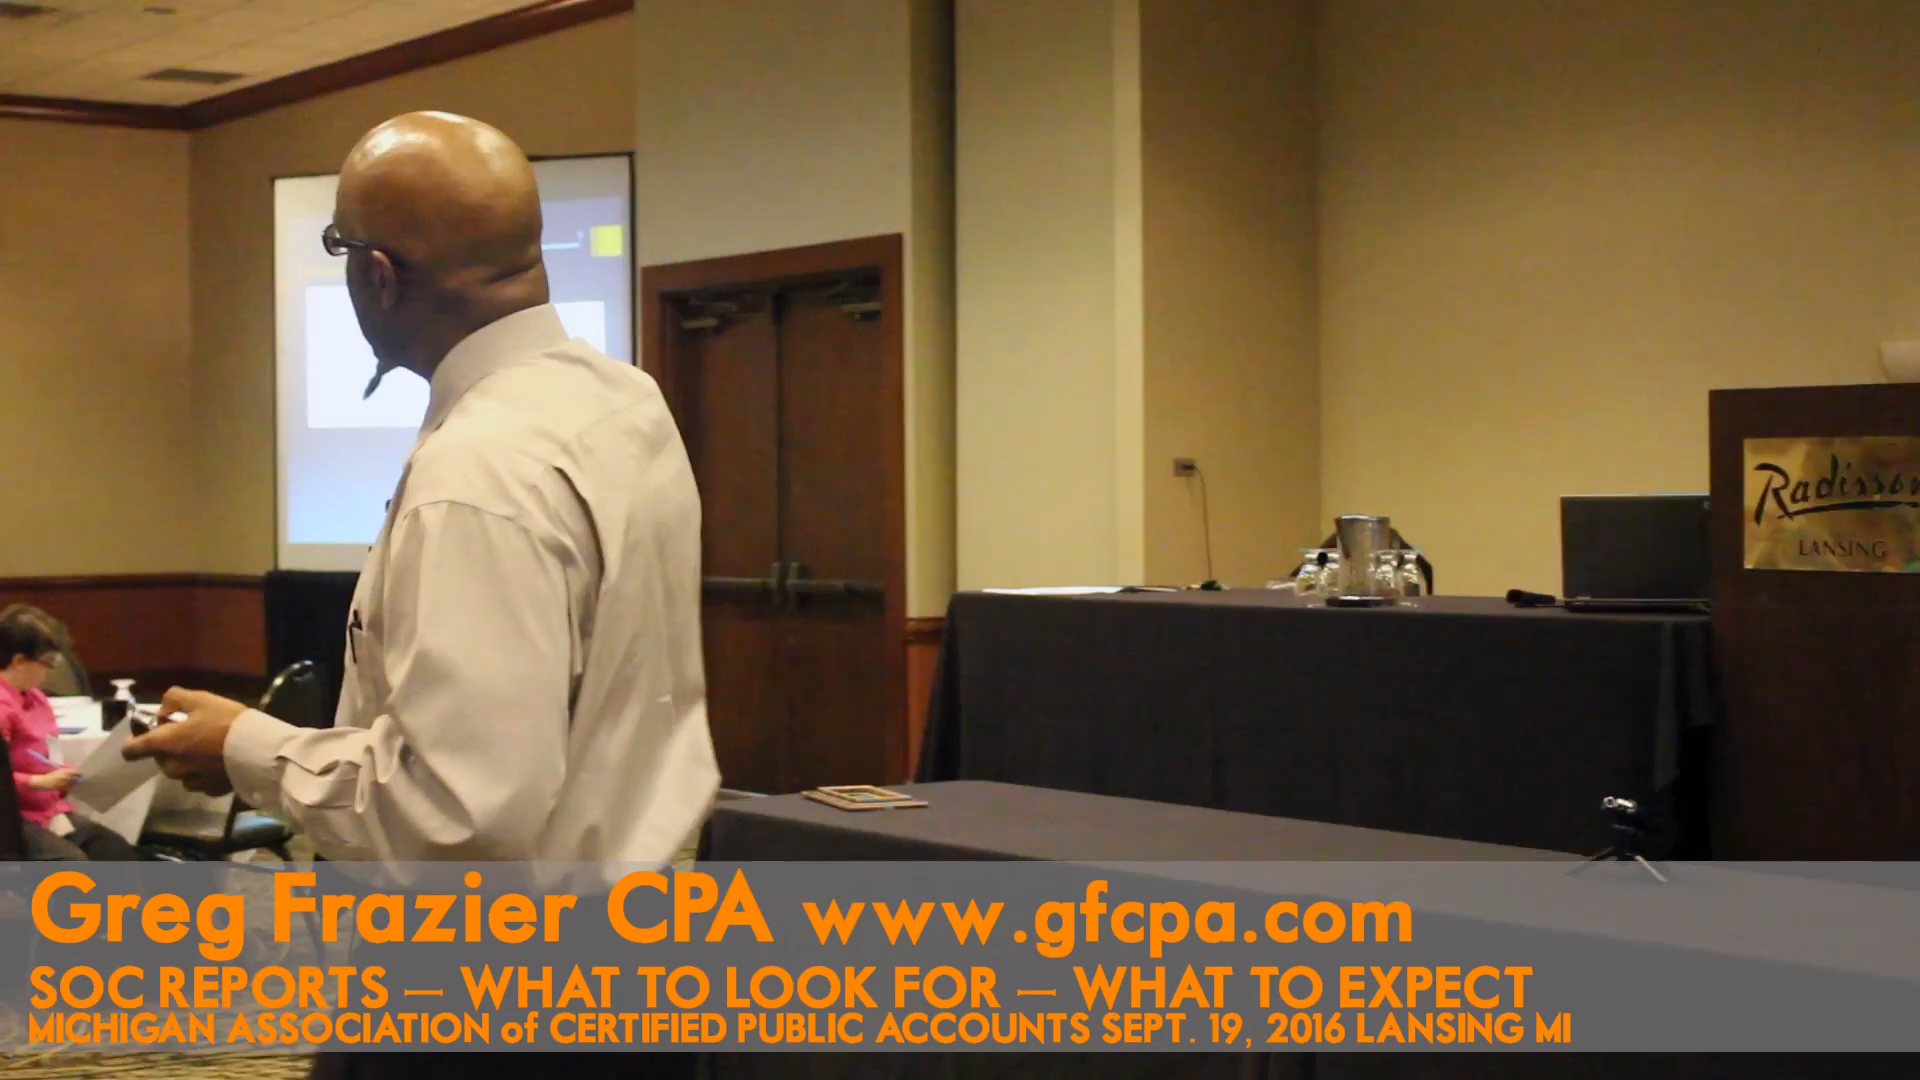 Radisson
LANSING
Greg Frazier CPA www.gfcpa.com
SOC REPORTS – WHAT TO LOOK FOR – WHAT TO EXPECT
MICHIGAN ASSOCIATION of CERTIFIED PUBLIC ACCOUNTS SEPT. 19, 2016 LANSING MI